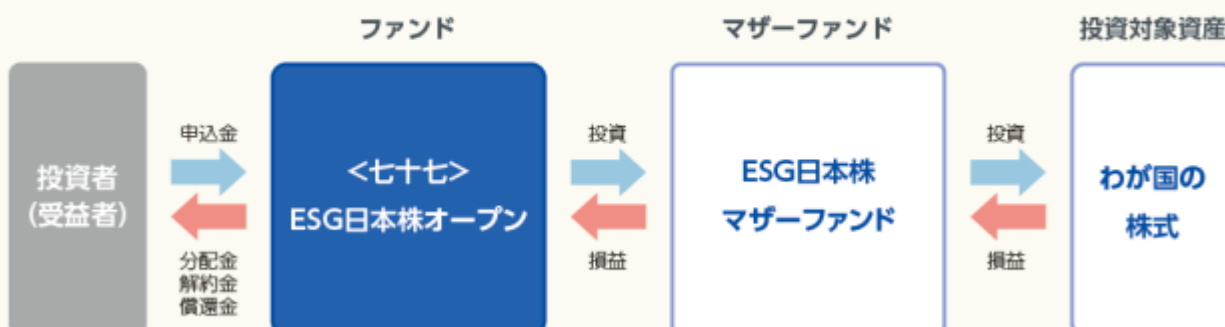 ファンド
マザーファンド
投資対象資産
投資者
(受益者)
申込金
分配金
解約金
償還金
<七十七>
ESG日本株オープン
投資
損益
ESG日本株
マザーファンド
投資
損益
わが国の
株式